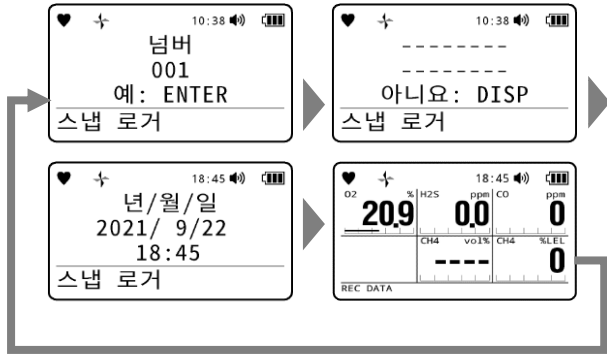 10:38
넘버
001
예: ENTER
스냅 로거
10:38
- - - - - - - - -
- - - - - - - - -
아니요: DISP
스냅 로거
18:45
년/월/일
2021/ 9/22
18:45
스냅 로거
18:45
O2 % H2S ppm CO ppm
20.9 0.0 0
CH4 vol% CH4 %LEL
---- 0
REC DATA